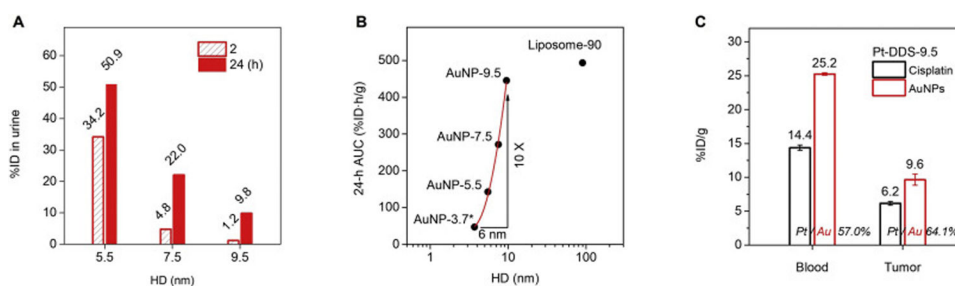 A
%ID in urine
60
50
40
30
20
10
0
34.2
50.9
4.8
22.0
1.2
9.8
2
24 (h)
5.5
7.5
9.5
HD (nm)
B
24-h AUC (%ID·h/g)
600
500
400
300
200
100
0
Liposome-90
AuNP-9.5
AuNP-7.5
AuNP-5.5
AuNP-3.7*
10 X
6 nm
1
10
100
HD (nm)
C
%ID/g
35
30
25
20
15
10
5
0
Pt-DDS-9.5
Cisplatin
AuNPs
14.4
25.2
6.2
9.6
Pt / Au 57.0%
Pt / Au 64.1%
Blood
Tumor